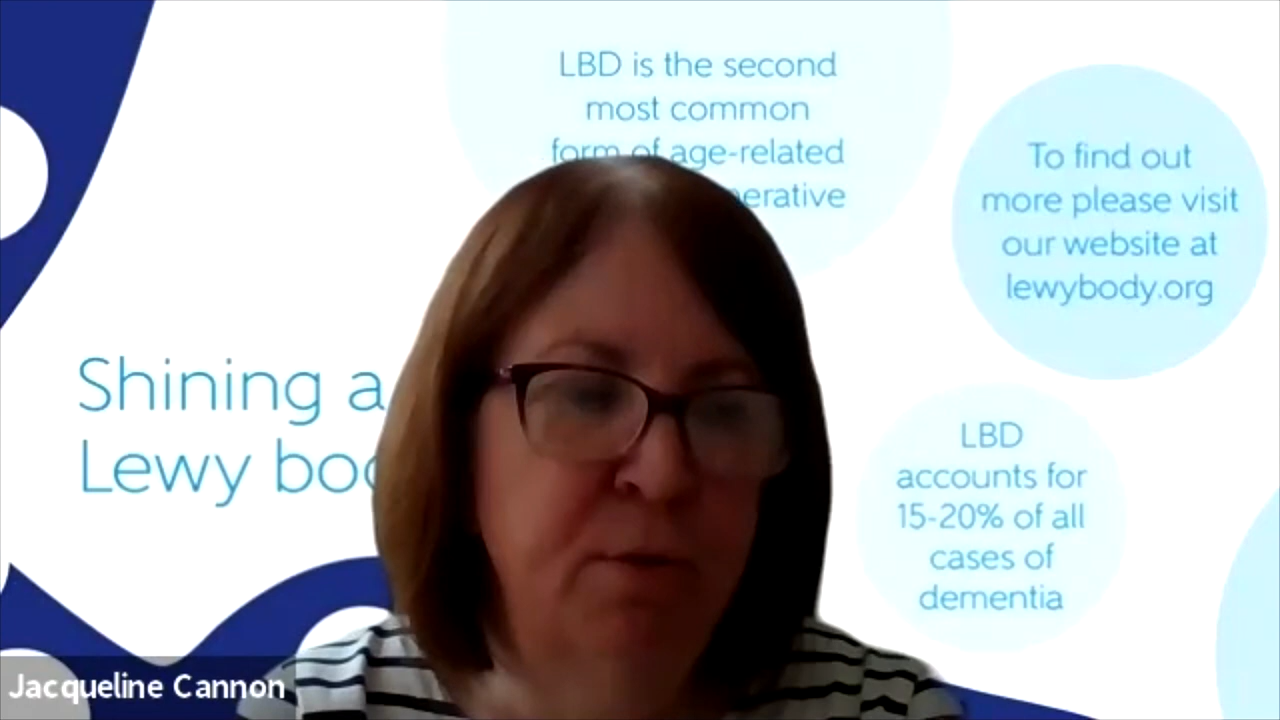 LBD is the second
most common
form of age-related
erative
To find out
more please visit
our website at
lewybody.org
Shining a
Lewy bo
LBD
accounts for
15-20% of all
cases of
dementia
Jacqueline Cannon